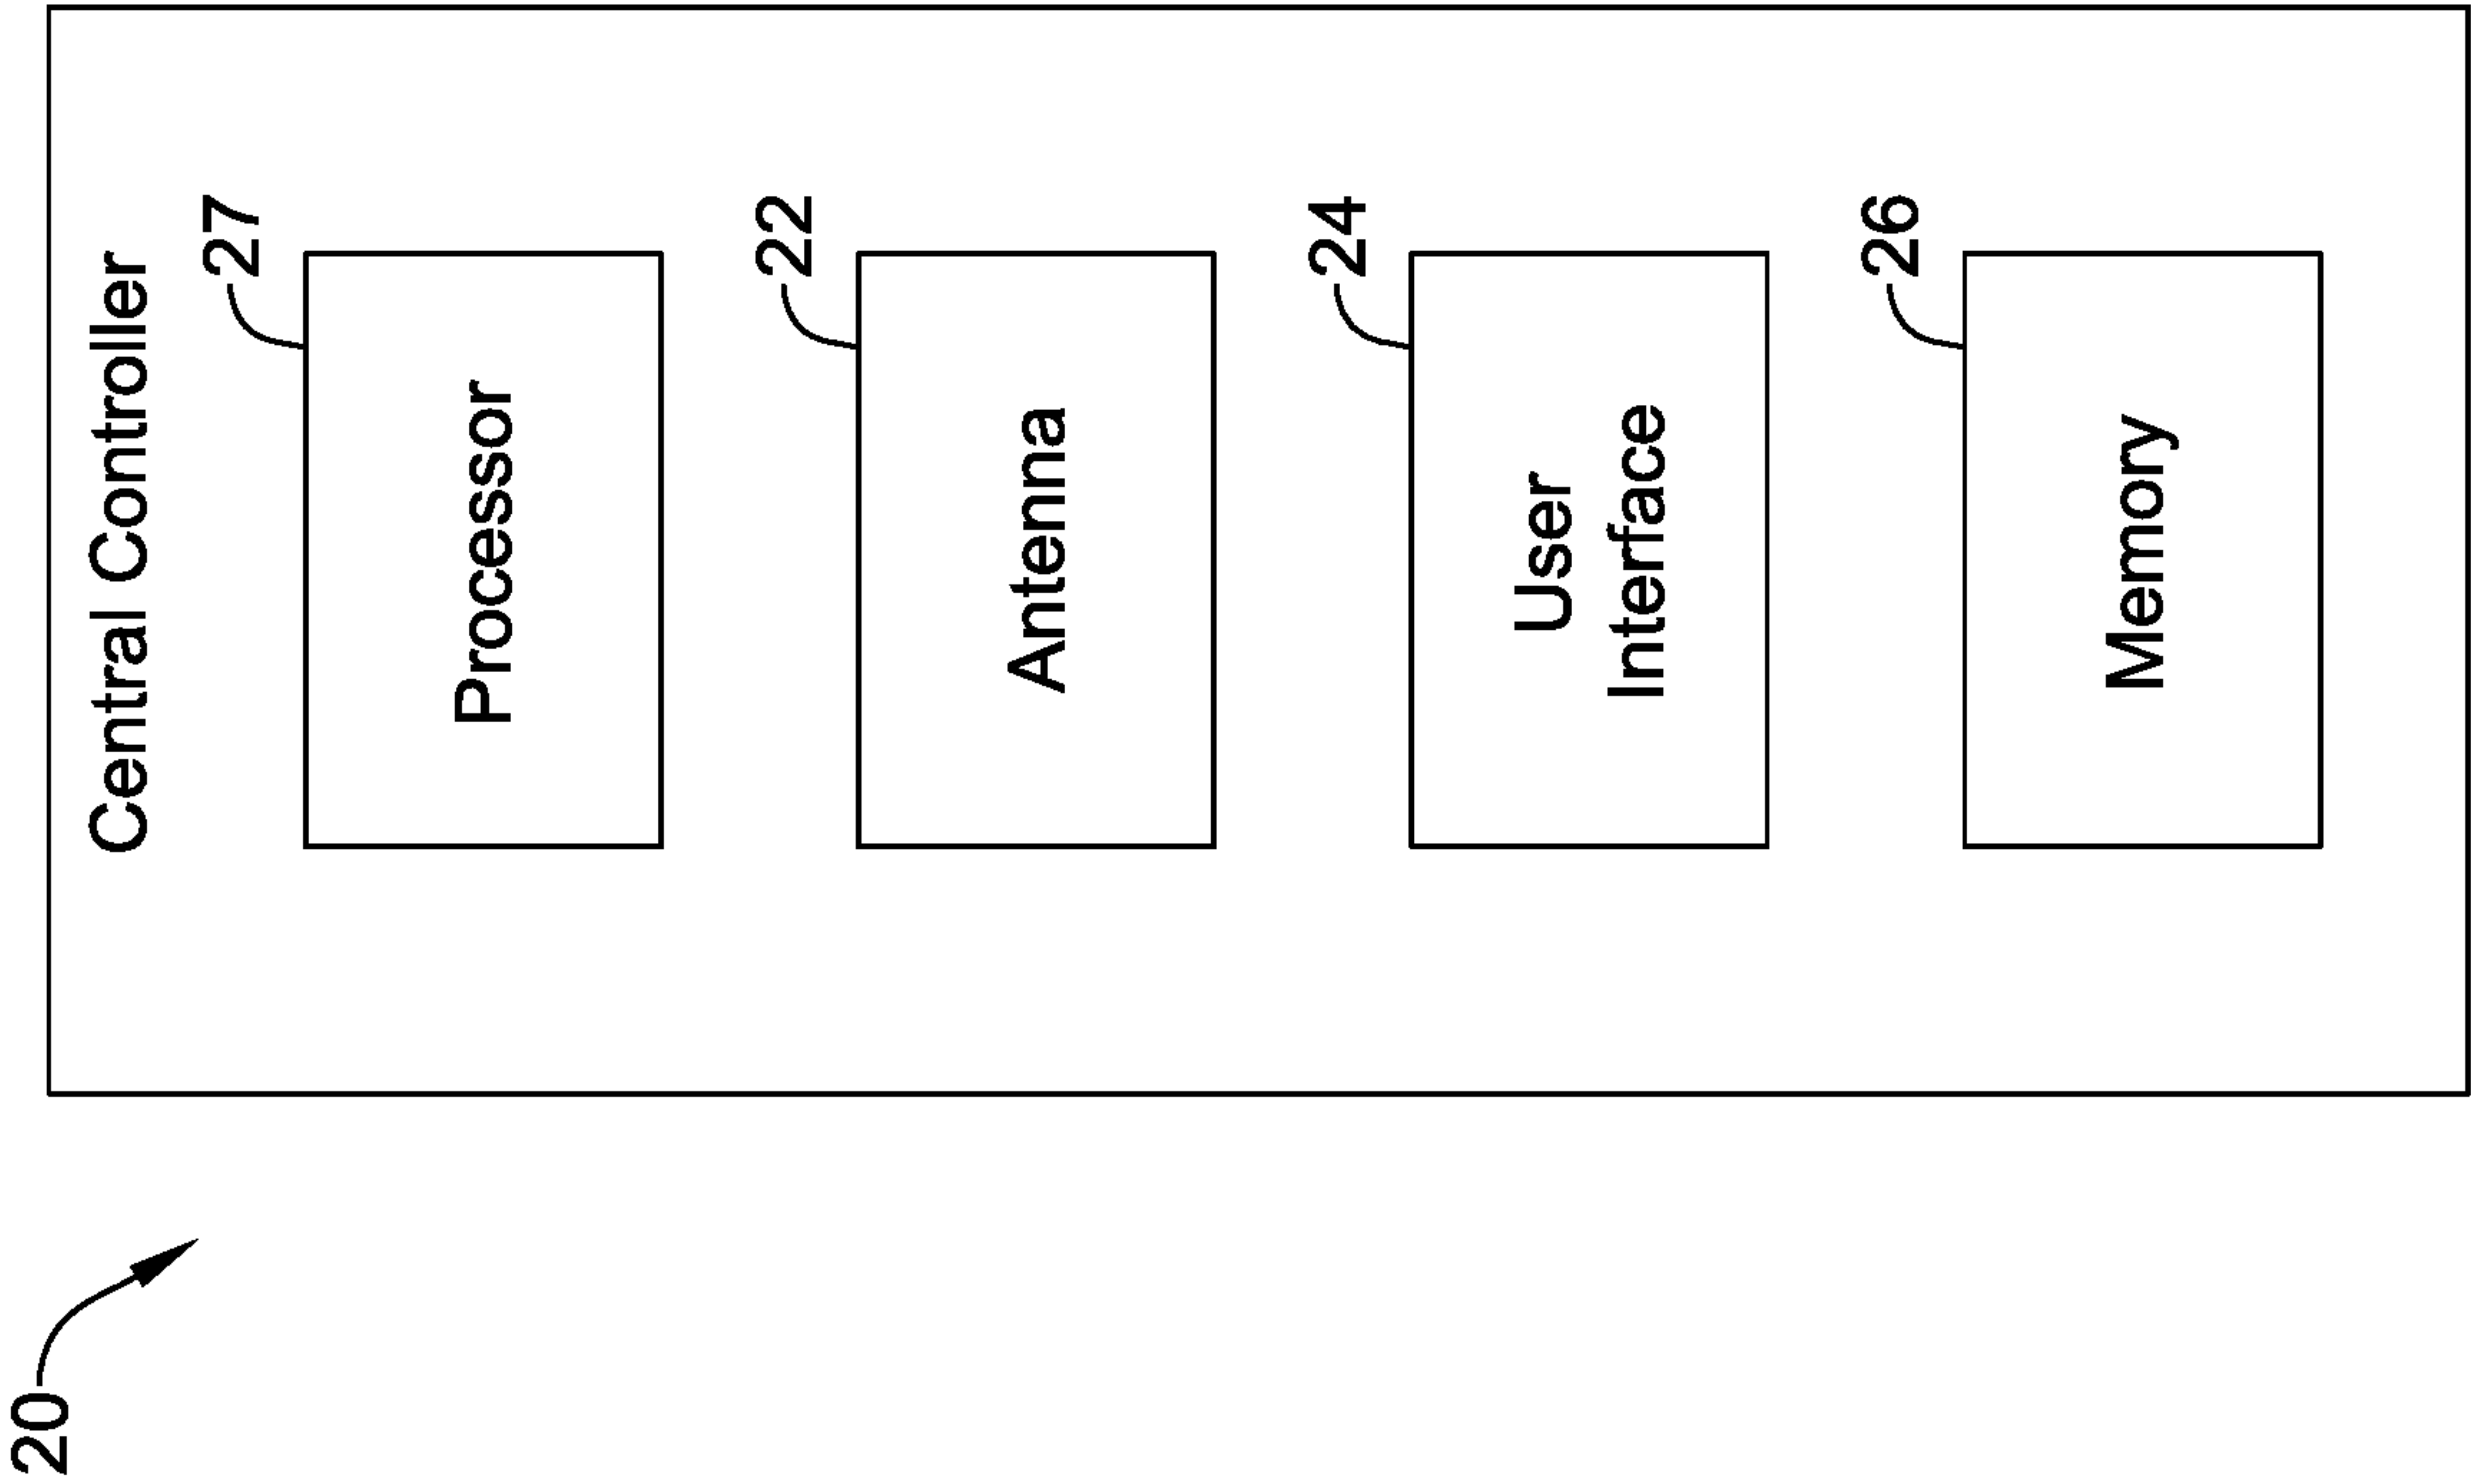 20
Central Controller
27
Processor
22
Antenna
24
User
Interface
26
Memory